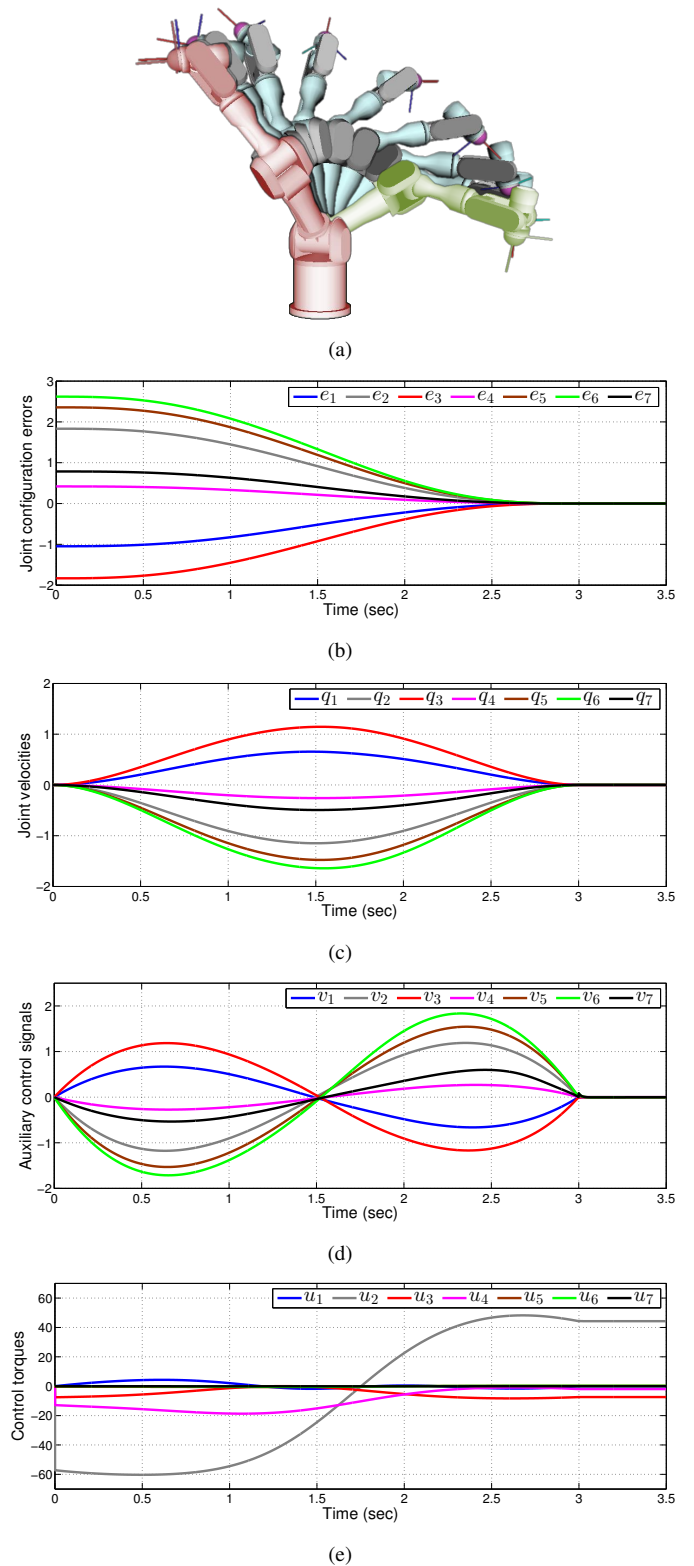 (a)
3
e1 e2 e3 e4 e5 e6 e7
2
1
0
−1
−2
0 0.5 1 1.5 2 2.5 3 3.5
Joint configuration errors
Time (sec)
(b)
2
q1 q2 q3 q4 q5 q6 q7
1
0
−1
−2
0 0.5 1 1.5 2 2.5 3 3.5
Joint velocities
Time (sec)
(c)
v1 v2 v3 v4 v5 v6 v7
2
1
0
−1
−2
0 0.5 1 1.5 2 2.5 3 3.5
Auxiliary control signals
Time (sec)
(d)
60
u1 u2 u3 u4 u5 u6 u7
40
20
0
−20
−40
−60
0 0.5 1 1.5 2 2.5 3 3.5
Control torques
Time (sec)
(e)